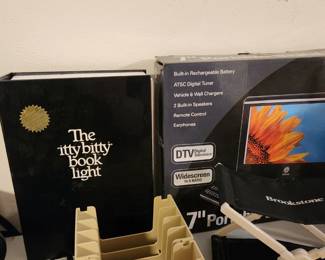 The
itty bitty
book
light
Built-in Rechargeable Battery
ATSC Digital Tuner
Vehicle & Wall Chargers
2 Built-in Speakers
Remote Control
Earphones
DTV Digital
Widescreen
7" Por
Brookstone